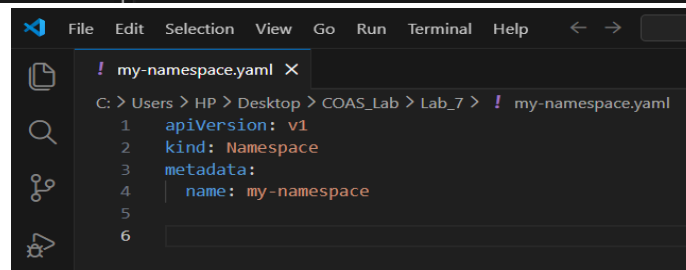 File Edit Selection View Go Run Terminal Help
! my-namespace.yaml
C: > Users > HP > Desktop > COAS_Lab > Lab_7 > ! my-namespace.yaml
1 apiVersion: v1
2 kind: Namespace
3 metadata:
4   name: my-namespace
5
6